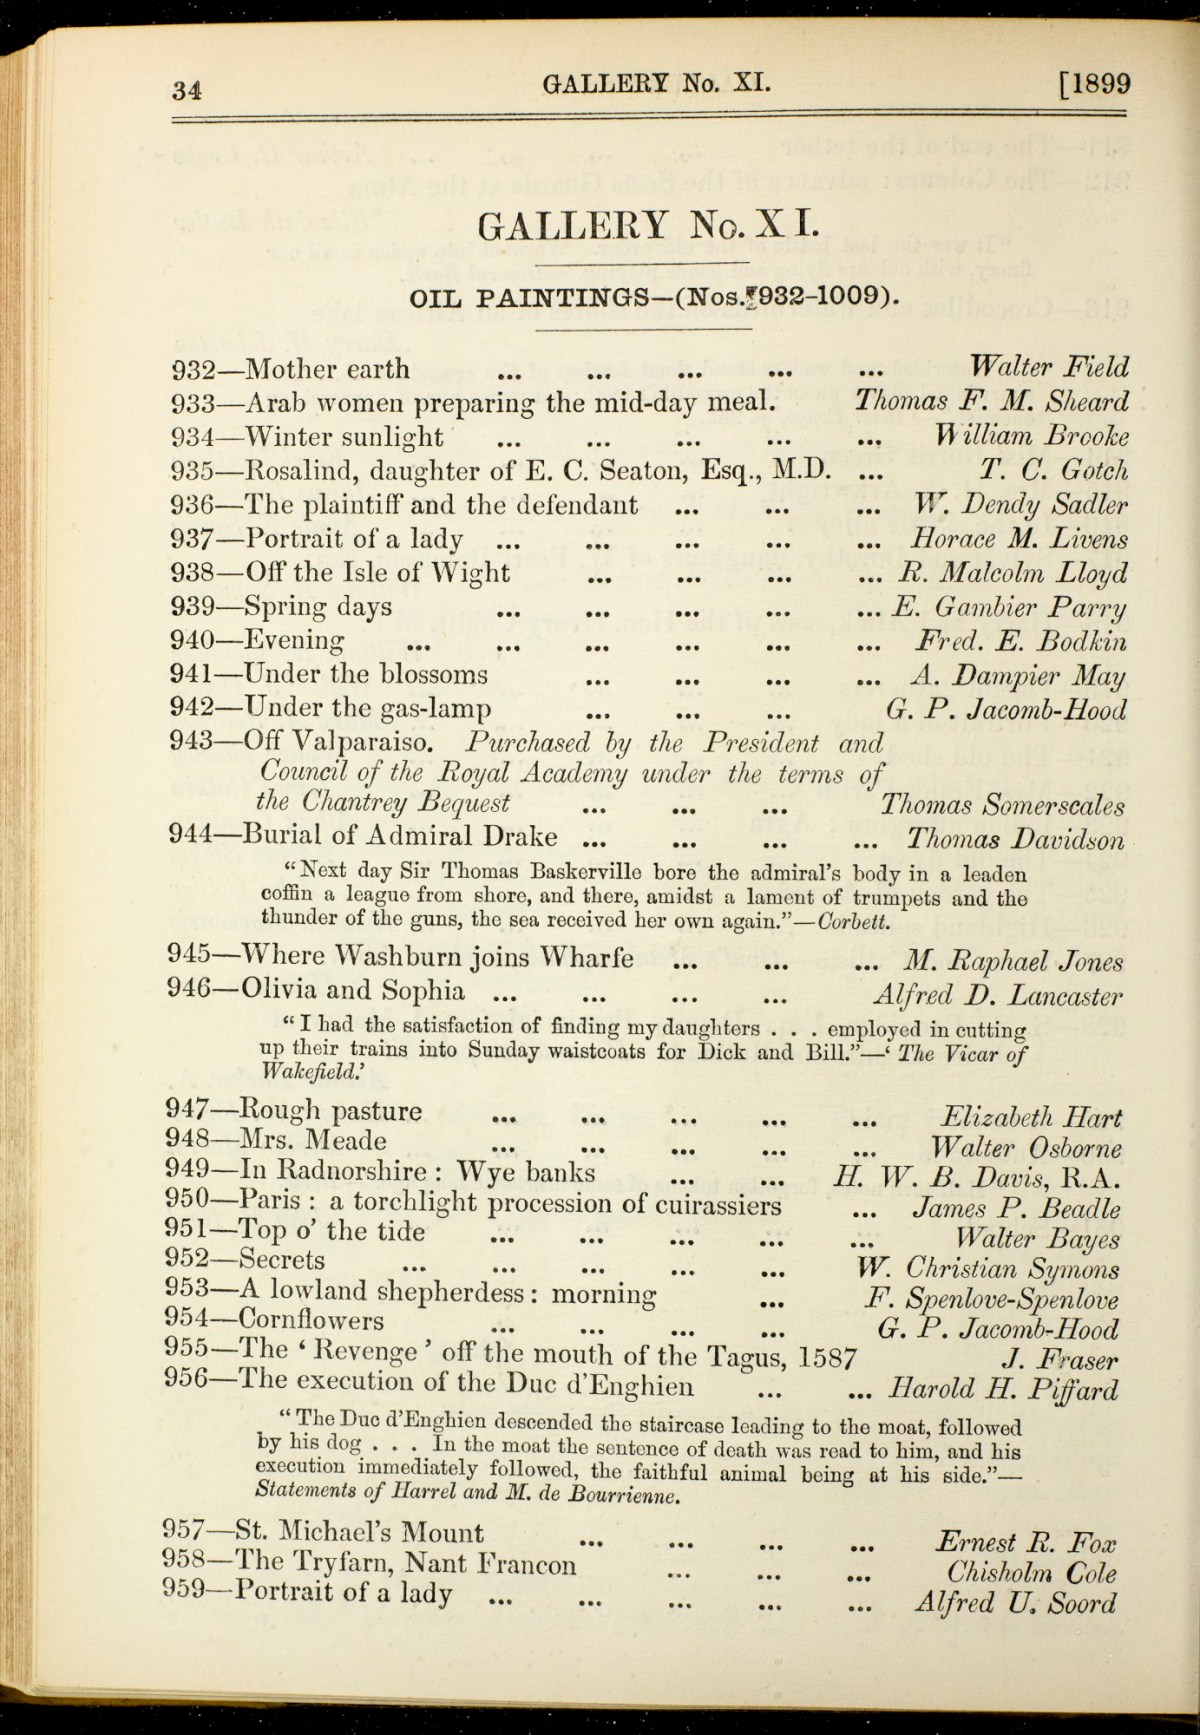 34 GALLERY No. XI. [1899
GALLERY No. XI.
OIL PAINTINGS—(Nos. 932-1009).
932—Mother earth ... ... ... ... ... Walter Field
933—Arab women preparing the mid-day meal. Thomas F. M. Sheard
934—Winter sunlight ... ... ... ... ... William Brooke
935—Rosalind, daughter of E. C. Seaton, Esq., M.D. ... T. C. Gotch
936—The plaintiff and the defendant ... ... ... W. Dendy Sadler
937—Portrait of a lady ... ... ... ... ... Horace M. Livens
938—Off the Isle of Wight ... ... ... ... R. Malcolm Lloyd
939—Spring days ... ... ... ... ... E. Gambier Parry
940—Evening ... ... ... ... ... ... Fred. E. Bodkin
941—Under the blossoms ... ... ... ... A. Dampier May
942—Under the gas-lamp ... ... ... G. P. Jacomb-Hood
943—Off Valparaiso. Purchased by the President and
Council of the Royal Academy under the terms of
the Chantrey Bequest ... ... ... Thomas Somerscales
944—Burial of Admiral Drake ... ... ... ... Thomas Davidson
“Next day Sir Thomas Baskerville bore the admiral’s body in a leaden
coffin a league from shore, and there, amidst a lament of trumpets and the
thunder of the guns, the sea received her own again.”—Corbett.
945—Where Washburn joins Wharfe ... ... ... M. Raphael Jones
946—Olivia and Sophia ... ... ... ... Alfred D. Lancaster
“I had the satisfaction of finding my daughters . . . employed in cutting
up their trains into Sunday waistcoats for Dick and Bill.”—‘The Vicar of
Wakefield.’
947—Rough pasture ... ... ... ... ... Elizabeth Hart
948—Mrs. Meade ... ... ... ... ... Walter Osborne
949—In Radnorshire : Wye banks ... ... H. W. B. Davis, R.A.
950—Paris : a torchlight procession of cuirassiers ... James P. Beadle
951—Top o’ the tide ... ... ... ... ... Walter Bayes
952—Secrets ... ... ... ... ... W. Christian Symons
953—A lowland shepherdess : morning ... F. Spenlove-Spenlove
954—Cornflowers ... ... ... ... G. P. Jacomb-Hood
955—The ‘Revenge’ off the mouth of the Tagus, 1587 J. Fraser
956—The execution of the Duc d’Enghien ... ... Harold H. Piffard
“The Duc d’Enghien descended the staircase leading to the moat, followed
by his dog . . . In the moat the sentence of death was read to him, and his
execution immediately followed, the faithful animal being at his side.”—
Statements of Harrel and M. de Bourrienne.
957—St. Michael’s Mount ... ... ... ... Ernest R. Fox
958—The Tryfarn, Nant Francon ... ... ... Chisholm Cole
959—Portrait of a lady ... ... ... ... ... Alfred U. Soord